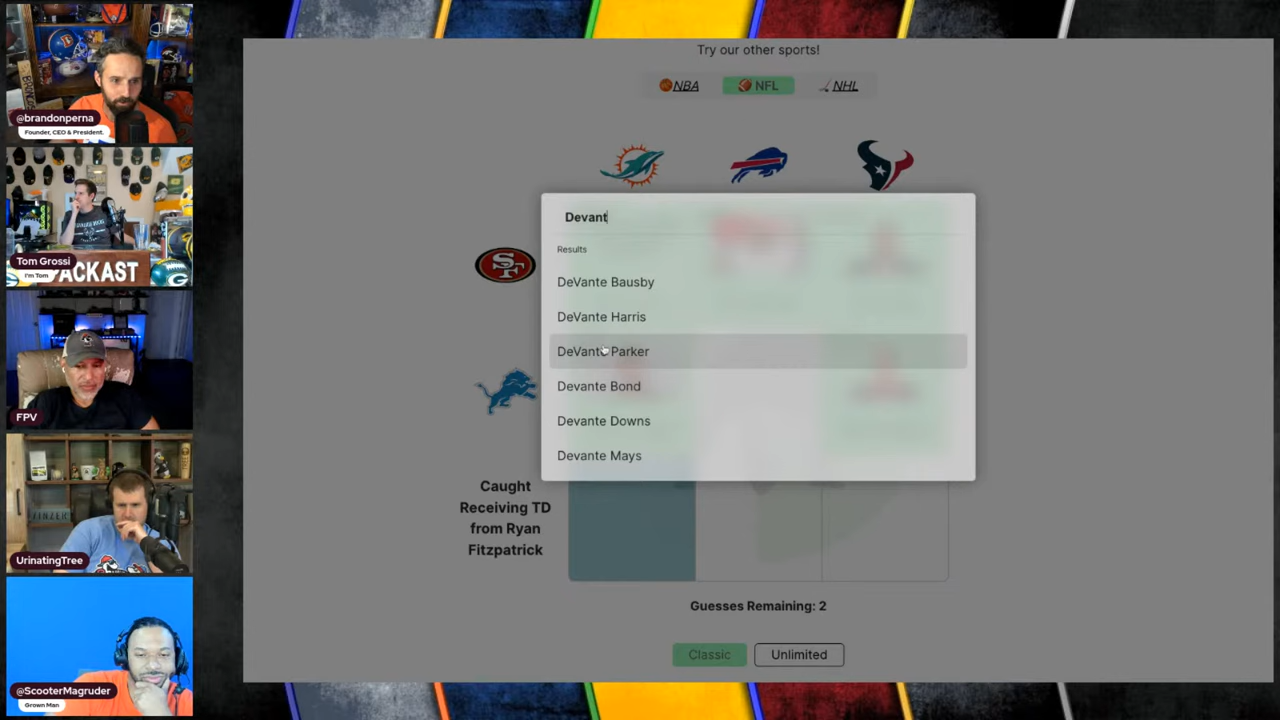 Try our other sports!
NBA
NFL
NHL
Devant
Results
DeVante Bausby
DeVante Harris
DeVante Parker
Devante Bond
Devante Downs
Devante Mays
SF
Caught
Receiving TD
from Ryan
Fitzpatrick
Guesses Remaining: 2
Classic
Unlimited
@brandonperna
Founder, CEO & President.
Tom Grossi
I'm Tom
PACKAST
FPV
UrinatingTree
@ScooterMagruder
Grown Man